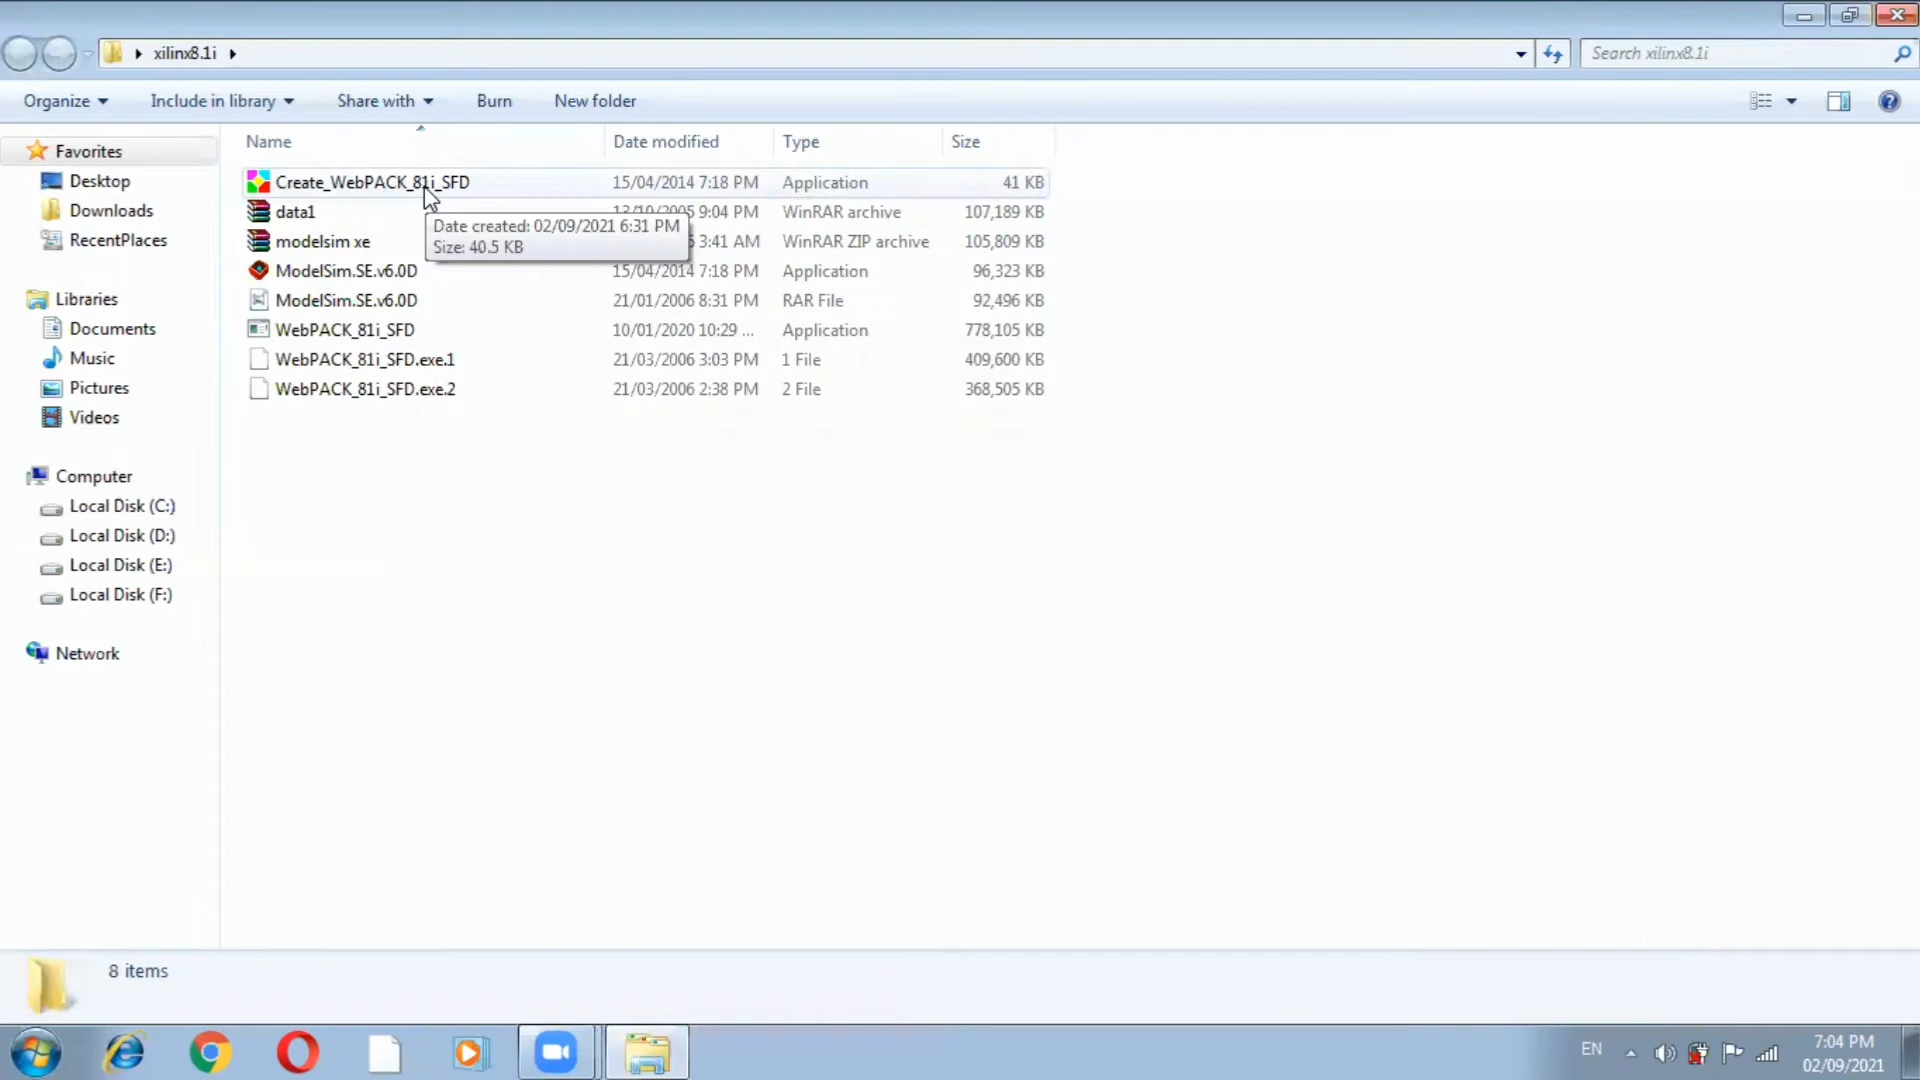 xilinx8.1i
Search xilinx8.1i
Organize Include in library Share with Burn New folder
Name Date modified Type Size
Favorites
Desktop
Downloads
RecentPlaces
Libraries
Documents
Music
Pictures
Videos
Computer
Local Disk (C:)
Local Disk (D:)
Local Disk (E:)
Local Disk (F:)
Network
Create_WebPACK_81i_SFD 15/04/2014 7:18 PM Application 41 KB
data1 9:04 PM WinRAR archive 107,189 KB
modelsim xe 3:41 AM WinRAR ZIP archive 105,809 KB
ModelSim.SE.v6.0D 15/04/2014 7:18 PM Application 96,323 KB
ModelSim.SE.v6.0D 21/01/2006 8:31 PM RAR File 92,496 KB
WebPACK_81i_SFD 10/01/2020 10:29 ... Application 778,105 KB
WebPACK_81i_SFD.exe.1 21/03/2006 3:03 PM 1 File 409,600 KB
WebPACK_81i_SFD.exe.2 21/03/2006 2:38 PM 2 File 368,505 KB
Date created: 02/09/2021 6:31 PM
Size: 40.5 KB
8 items
EN
7:04 PM
02/09/2021